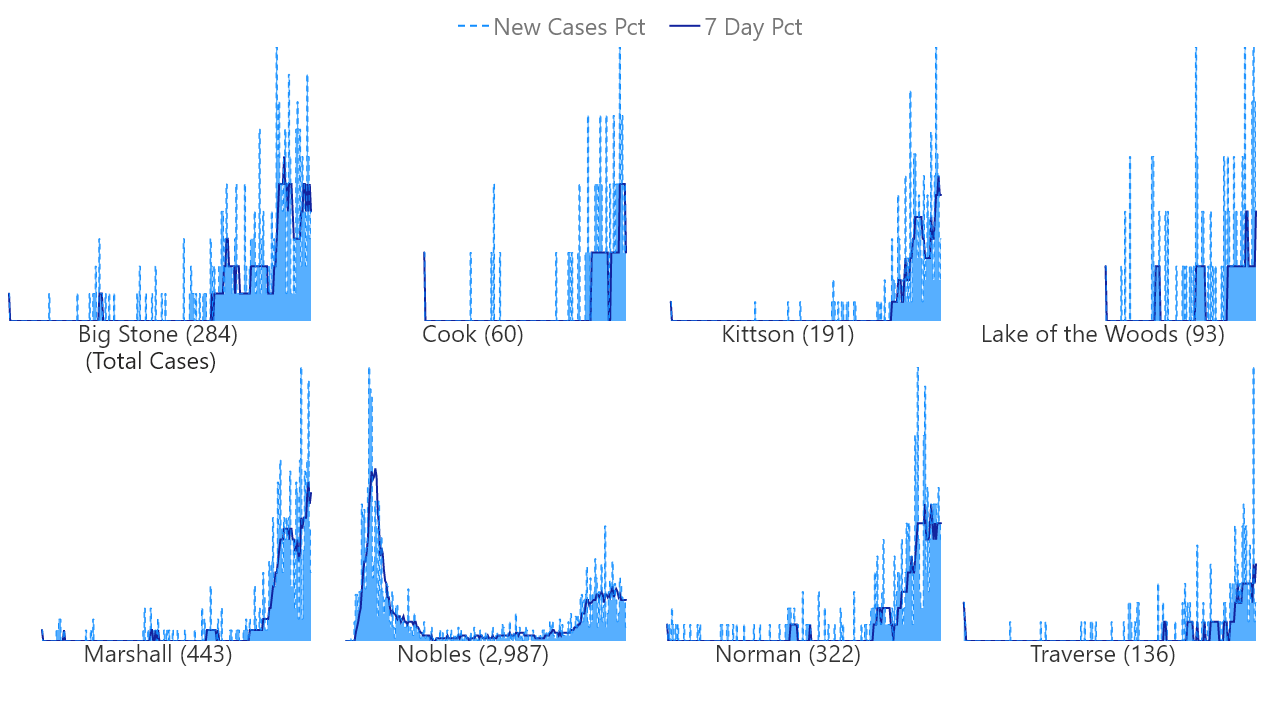 New Cases Pct 7 Day Pct
Big Stone (284) Cook (60) Kittson (191) Lake of the Woods (93)
(Total Cases)
Marshall (443) Nobles (2,987) Norman (322) Traverse (136)